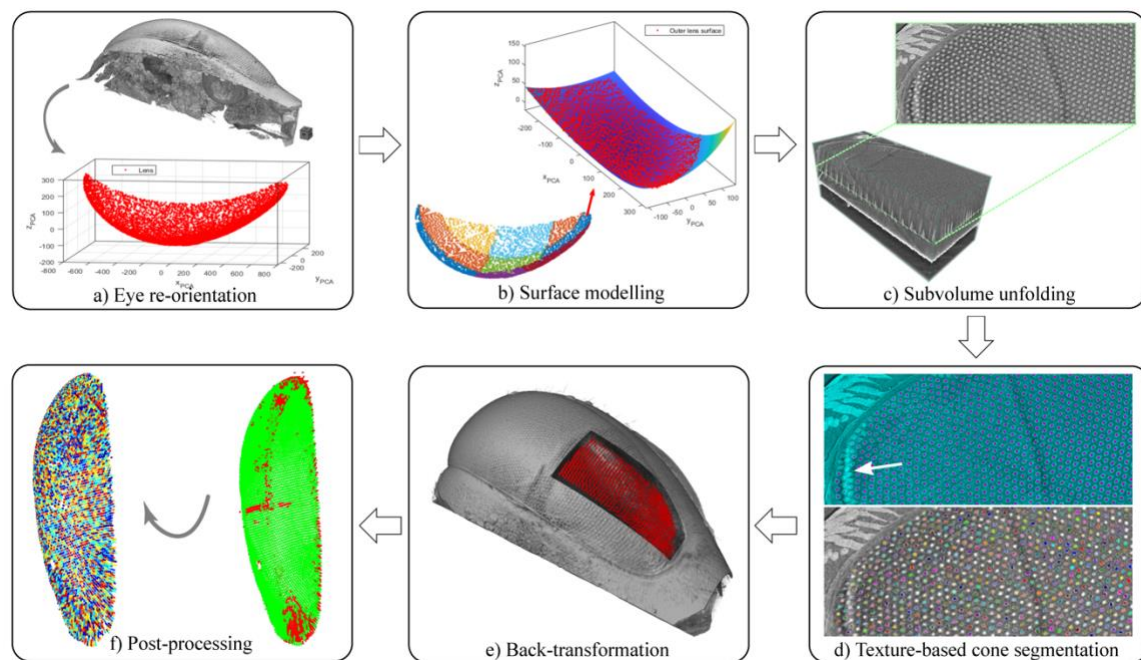 Lens
300
200
100
0
-100
-200
z_PCA
-800
-600
-400
-200
0
200
400
600
800
x_PCA
200
0
-200
y_PCA
a) Eye re-orientation
Outer lens surface
150
100
50
0
z_PCA
-200
-100
0
100
200
300
x_PCA
-100
-50
0
50
100
y_PCA
b) Surface modelling
c) Subvolume unfolding
d) Texture-based cone segmentation
e) Back-transformation
f) Post-processing